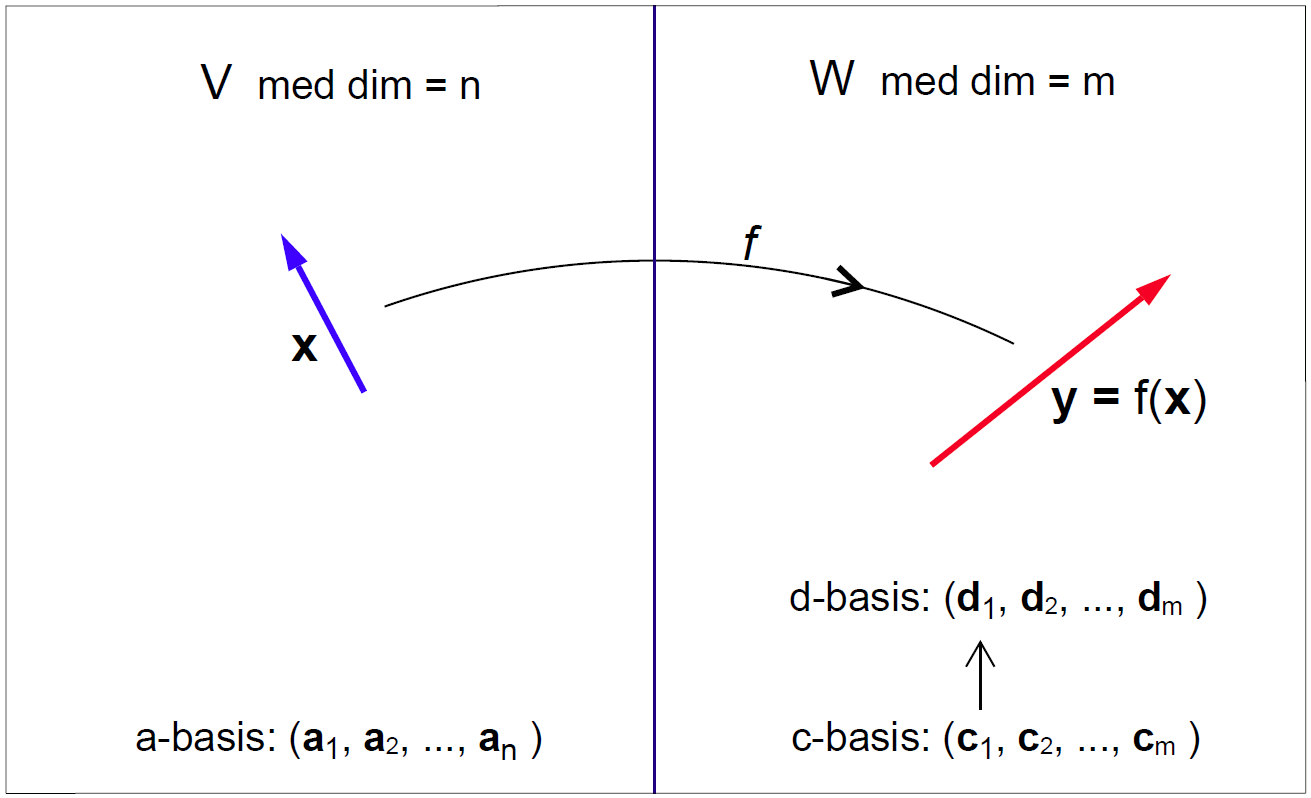 V med dim = n
W med dim = m
f
x
y = f(x)
d-basis: (d1, d2, ..., dm )
a-basis: (a1, a2, ..., an )
c-basis: (c1, c2, ..., cm )